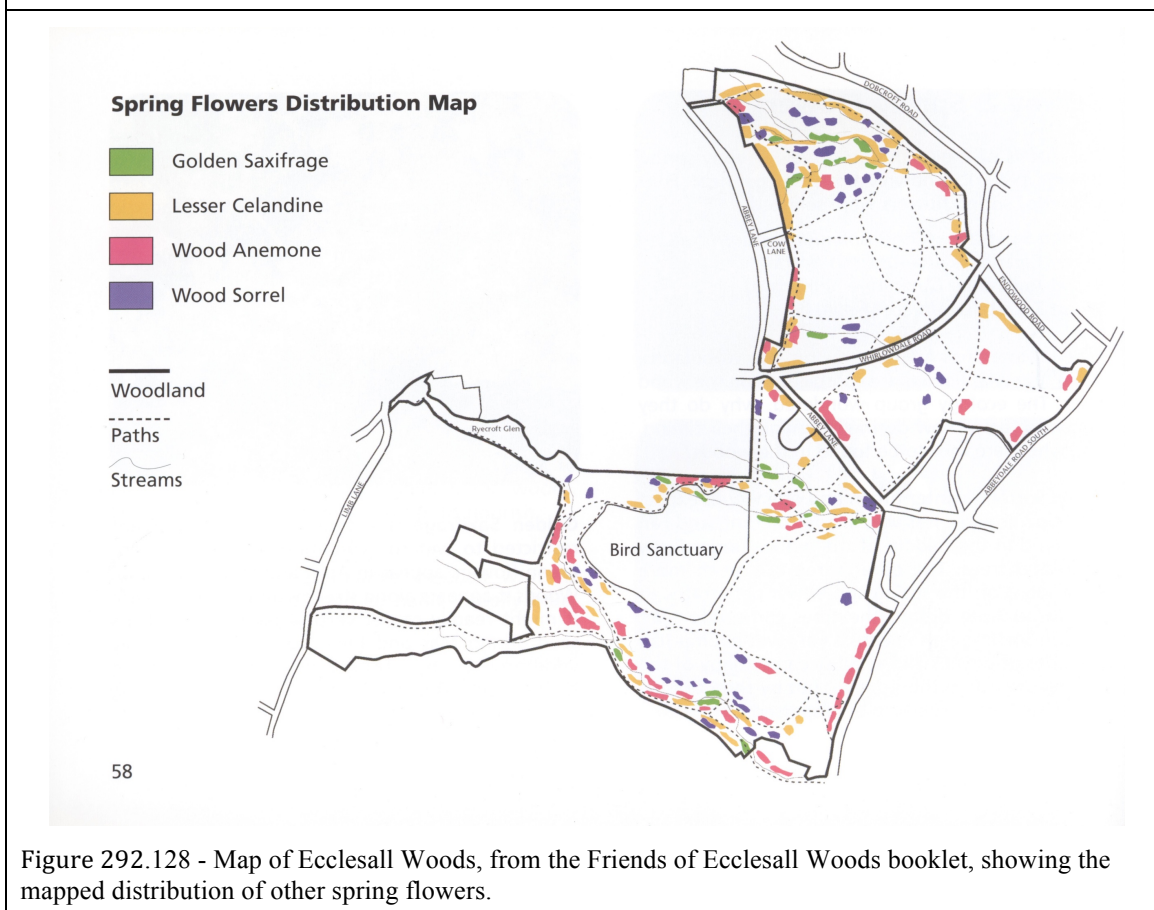 Spring Flowers Distribution Map
Golden Saxifrage
Lesser Celandine
Wood Anemone
Wood Sorrel
Woodland
Paths
Streams
DOBCROFT ROAD
ABBEY LANE
COW
LANE
ENDOWOOD ROAD
WHIRLOWDALE ROAD
ABBEY LANE
ABBEYDALE ROAD SOUTH
Ryecroft Glen
LIMB LANE
Bird Sanctuary
58
Figure 292.128 - Map of Ecclesall Woods, from the Friends of Ecclesall Woods booklet, showing the
mapped distribution of other spring flowers.